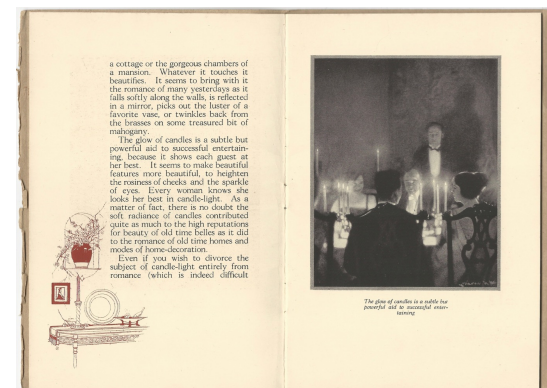 a cottage or the gorgeous chambers of
a mansion. Whatever it touches it
beautifies. It seems to bring with it
the romance of many yesterdays as it
falls softly along the walls, is reflected
in a mirror, picks out the luster of a
favorite vase, or twinkles back from
the brasses on some treasured bit of
mahogany.
The glow of candles is a subtle but
powerful aid to successful entertain-
ing, because it shows each guest at
her best. It seems to make beautiful
features more beautiful, to heighten
the rosiness of cheeks and the sparkle
of eyes. Every woman knows she
looks her best in candle-light. As a
matter of fact, there is no doubt the
soft radiance of candles contributed
quite as much to the high reputations
for beauty of old time belles as it did
to the romance of old time homes and
modes of home-decoration.
Even if you wish to divorce the
subject of candle-light entirely from
romance (which is indeed difficult
The glow of candles is a subtle but
powerful aid to successful enter-
taining